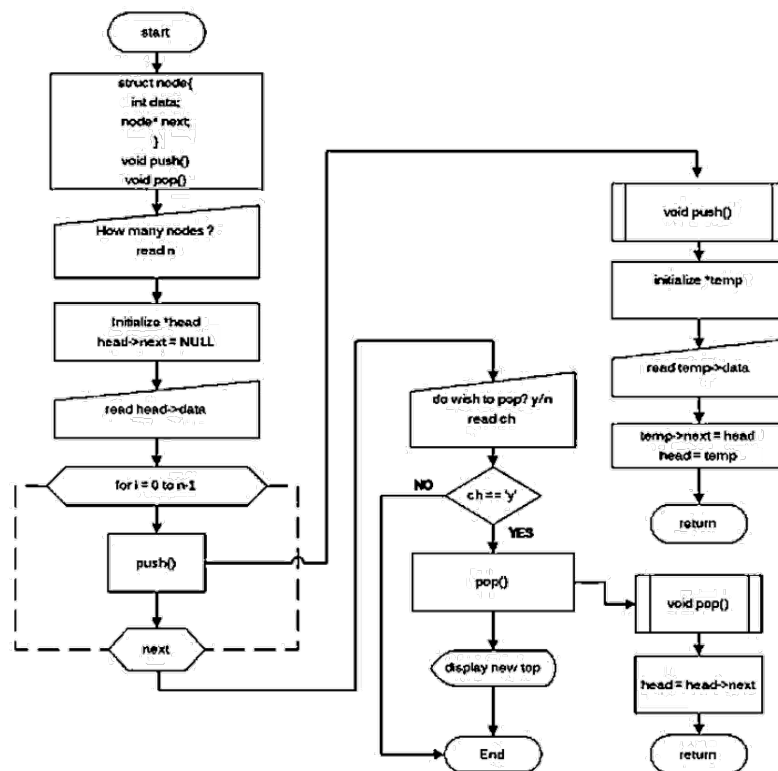 start
struct node{
int data;
node* next;
}
void push()
void pop()
How many nodes ?
read n
Initialize *head
head->next = NULL
read head->data
for i = 0 to n-1
push()
next
do wish to pop? y/n
read ch
ch == 'y'
NO
YES
pop()
display new top
End
void push()
initialize *temp
read temp->data
temp->next = head
head = temp
return
void pop()
head = head->next
return